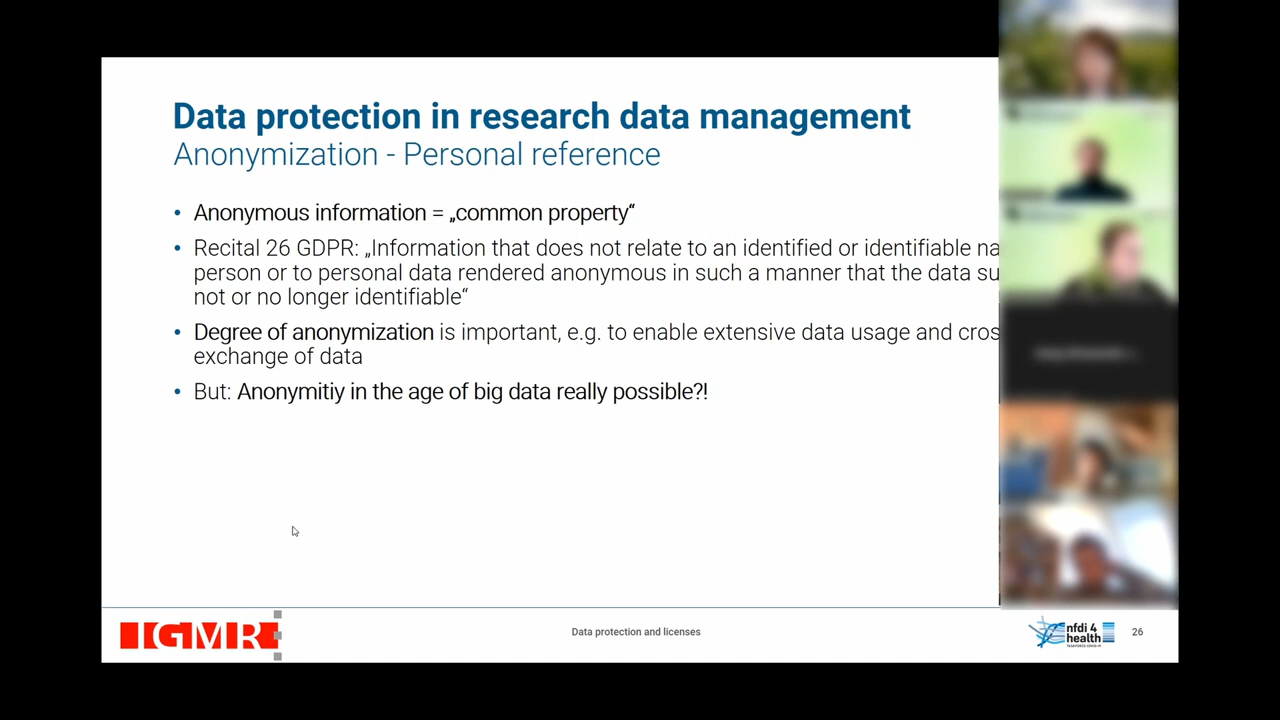 Data protection in research data management
Anonymization - Personal reference
• Anonymous information = „common property“
• Recital 26 GDPR: „Information that does not relate to an identified or identifiable na
person or to personal data rendered anonymous in such a manner that the data su
not or no longer identifiable“
• Degree of anonymization is important, e.g. to enable extensive data usage and cros
exchange of data
• But: Anonymitiy in the age of big data really possible?!
IGMR
Data protection and licenses
nfdi 4
health
TASKFORCE COVID-19
26